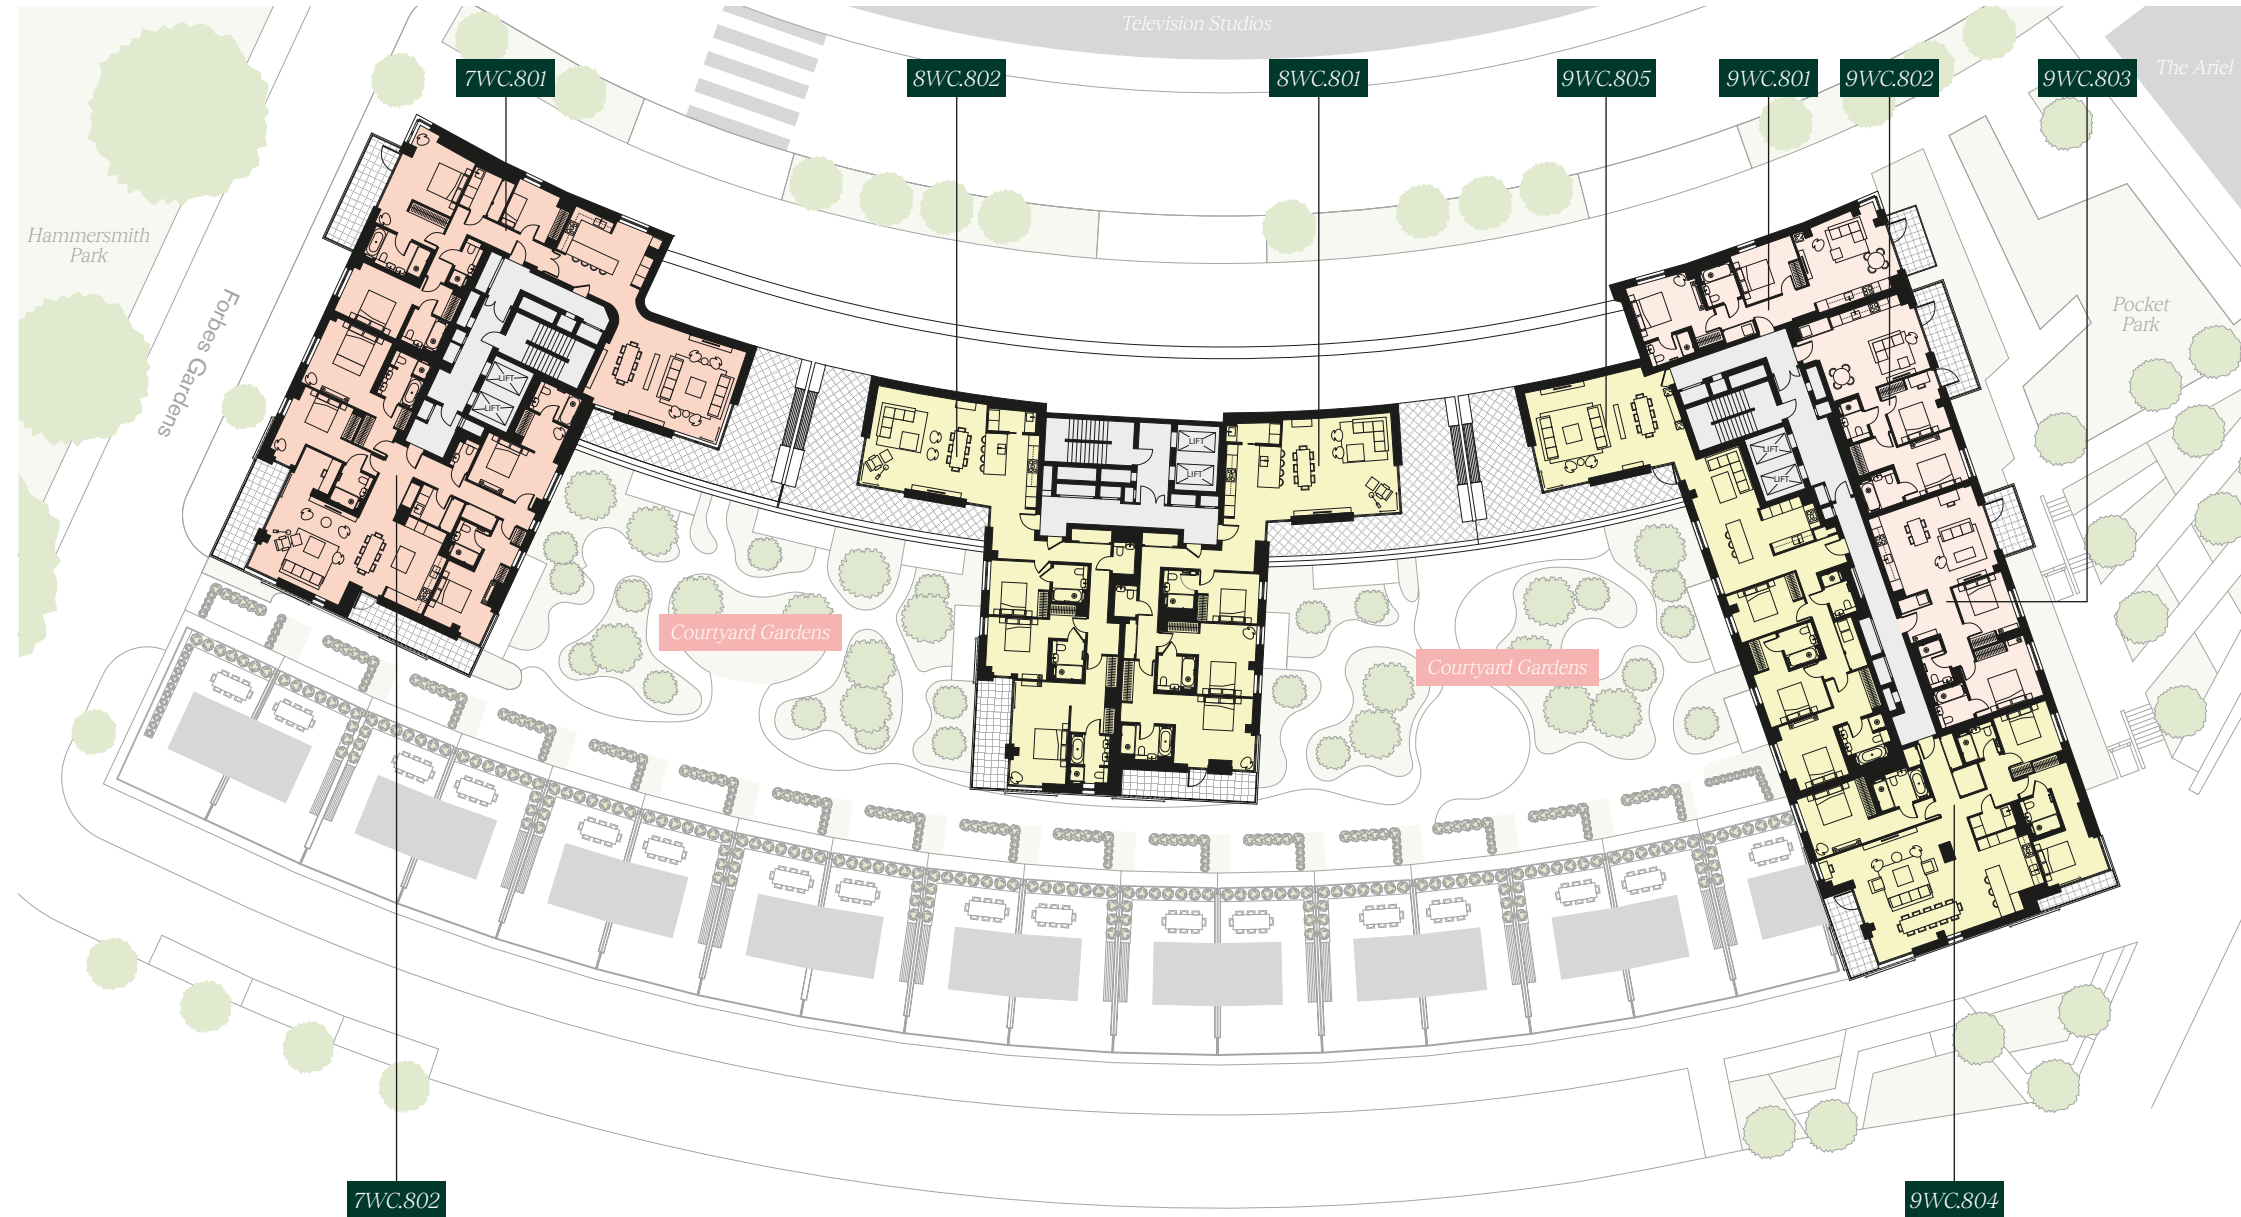 Television Studios
The Ariel
7WC.801
8WC.802
8WC.801
9WC.805
9WC.801
9WC.802
9WC.803
Hammersmith
Park
Forbes Gardens
Pocket
Park
LIFT
LIFT
LIFT
LIFT
LIFT
LIFT
Courtyard Gardens
Courtyard Gardens
7WC.802
9WC.804